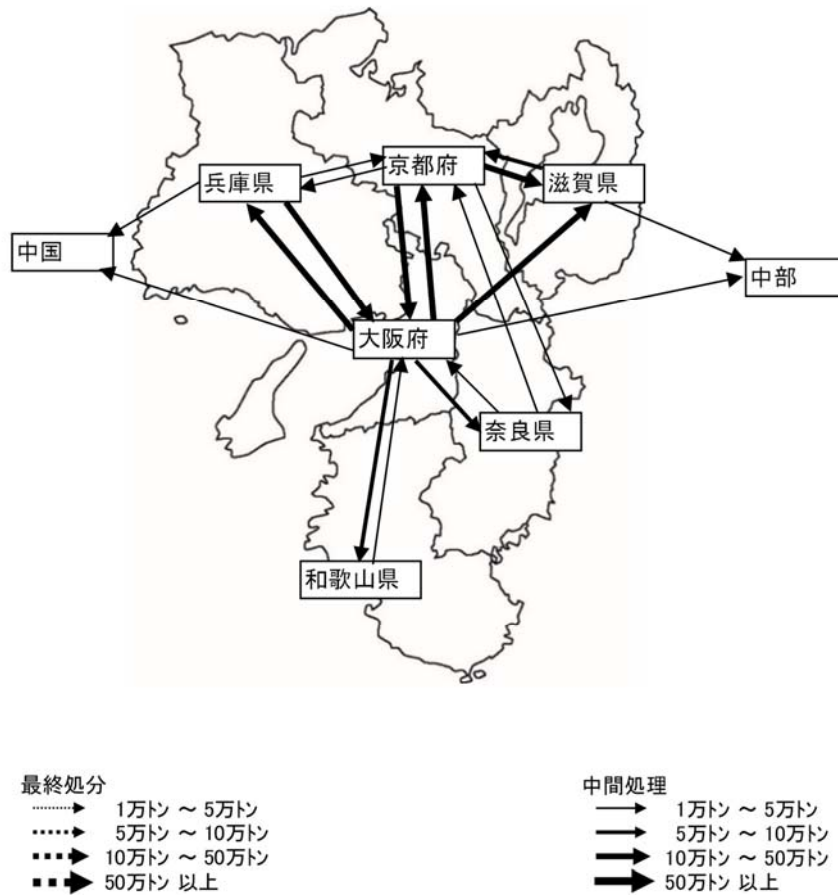 京都府
兵庫県
滋賀県
中国
中部
大阪府
奈良県
和歌山県
最終処分
1万トン ～ 5万トン
5万トン ～ 10万トン
10万トン ～ 50万トン
50万トン 以上
中間処理
1万トン ～ 5万トン
5万トン ～ 10万トン
10万トン ～ 50万トン
50万トン 以上